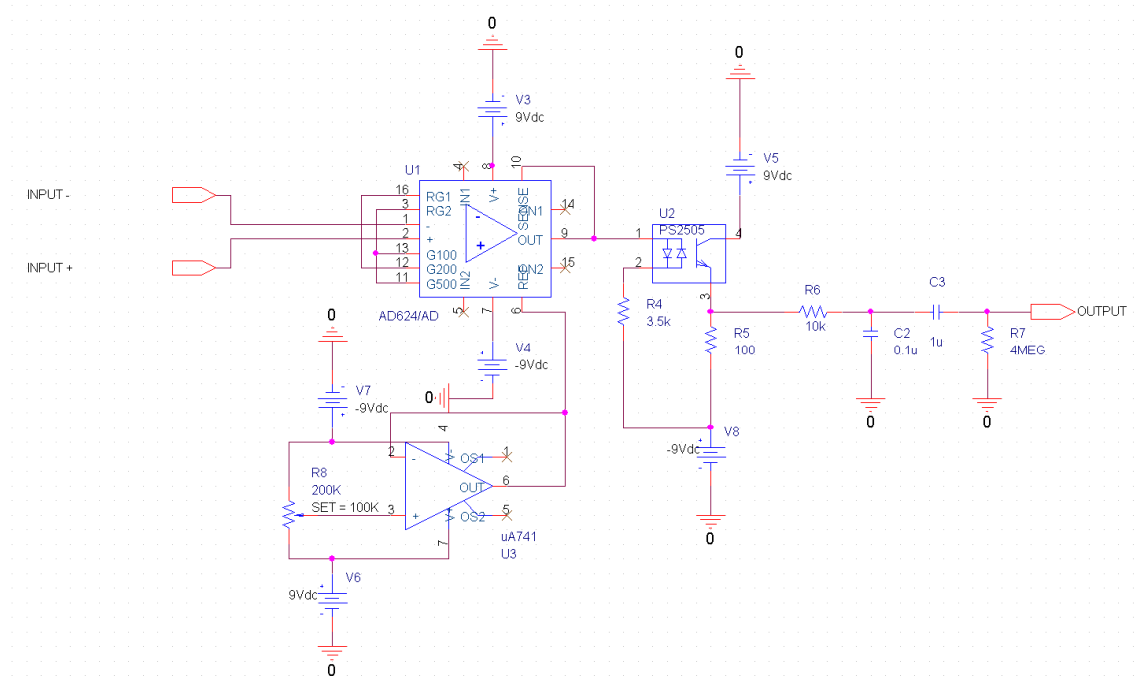 0
V3
9Vdc
0
V5
9Vdc
U1
4
8
10
IN1
V+
SENSE
16
RG1
3
RG2
1
-
2
+
13
G100
12
G200
11
G500
IN2
V-
REF
14
ON1
OUT
9
15
ON2
5
7
6
AD624/AD
INPUT -
INPUT +
U2
PS2505
1
2
4
3
R4
3.5k
R5
100
R6
10k
C2
0.1u
C3
1u
R7
4MEG
OUTPUT
0
0
0
V7
-9Vdc
V4
-9Vdc
0
V8
-9Vdc
0
R8
200K
SET = 100K
2
-
3
+
4
V-
OS1
1
OUT
6
OS2
5
V+
7
uA741
U3
V6
9Vdc
0